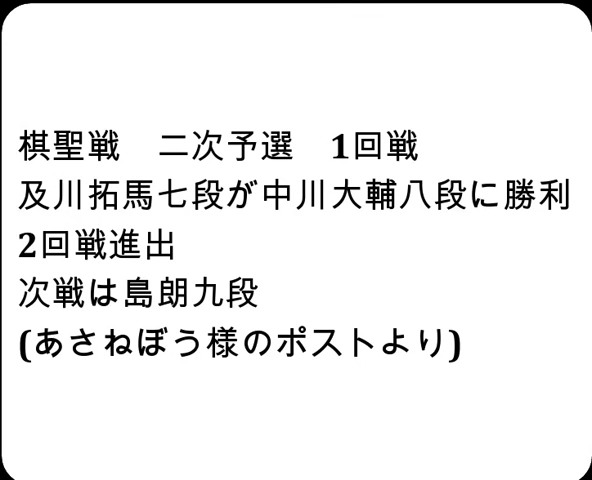 棋聖戦　二次予選　1回戦
及川拓馬七段が中川大輔八段に勝利
2回戦進出
次戦は島朗九段
(あさねぼう様のポストより)